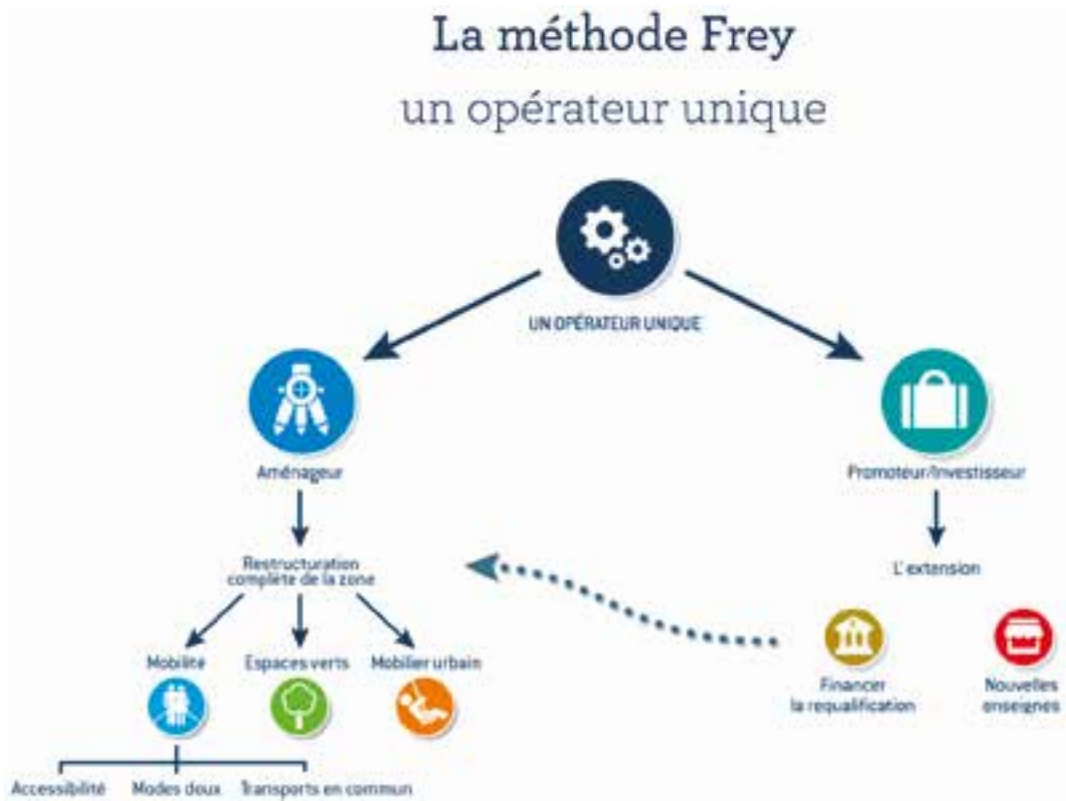 La méthode Frey
un opérateur unique
UN OPÉRATEUR UNIQUE
Aménageur
Promoteur/Investisseur
Restructuration
complète de la zone
L' extension
Mobilité
Espaces verts
Mobilier urbain
Financer
la requalification
Nouvelles
enseignes
Accessibilité
Modes doux
Transports en commun